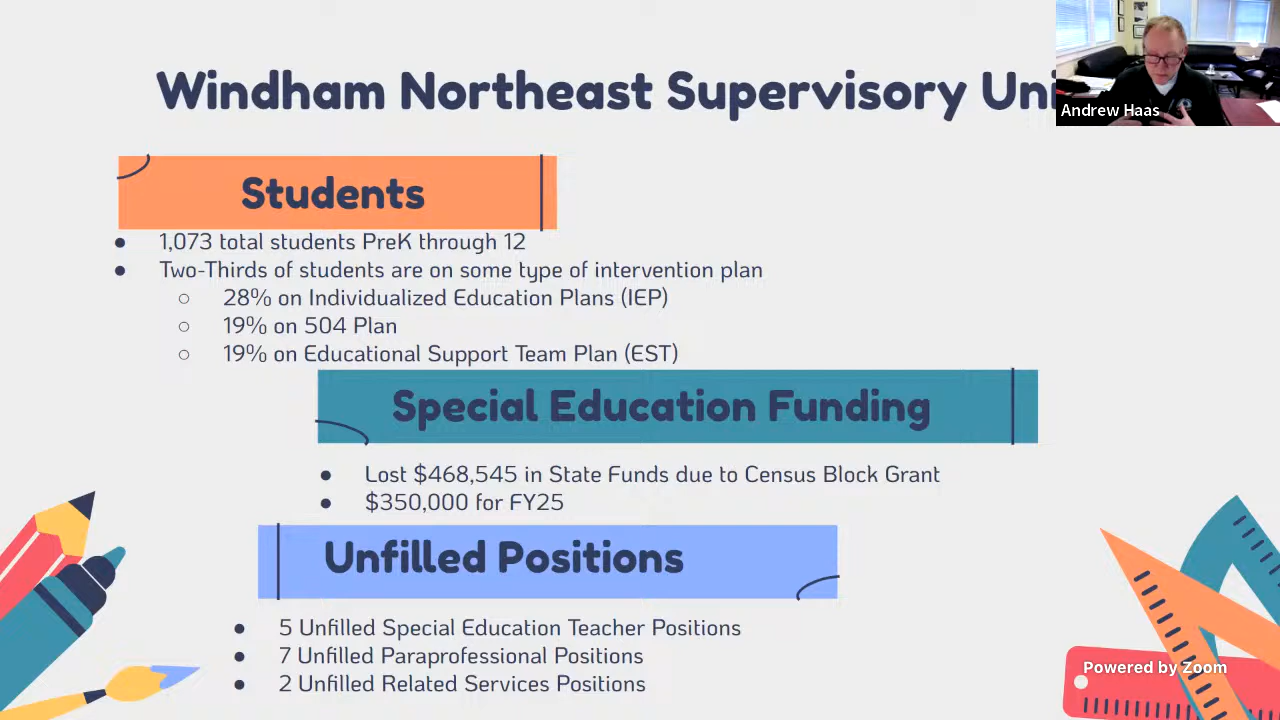 Windham Northeast Supervisory Uni
Andrew Haas
Students
● 1,073 total students PreK through 12
● Two-Thirds of students are on some type of intervention plan
○ 28% on Individualized Education Plans (IEP)
○ 19% on 504 Plan
○ 19% on Educational Support Team Plan (EST)
Special Education Funding
● Lost $468,545 in State Funds due to Census Block Grant
● $350,000 for FY25
Unfilled Positions
● 5 Unfilled Special Education Teacher Positions
● 7 Unfilled Paraprofessional Positions
● 2 Unfilled Related Services Positions
Powered by Zoom